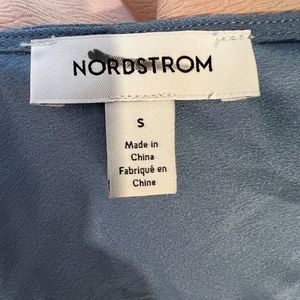 NORDSTROM
S
Made in
China
Fabriqué en
Chine